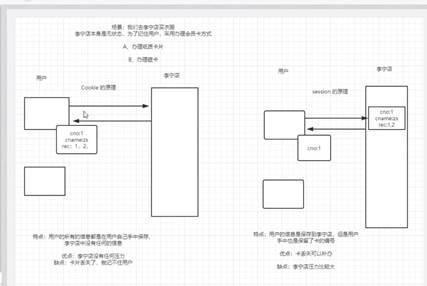 场景：我们去李宁店买衣服
李宁店本身是无状态，为了记住用户，采用办理会员卡方式
A、办理纸质卡片
B、办理磁卡
用户
Cookie 的原理
李宁店
cno:1
cname:zs
rec：1，2，
特点：用户的所有的信息都是在用户自己手中保存，
李宁店中没有任何的信息
优点：李宁店没有任何压力
缺点：卡片丢失了，就记不住用户
用户
session 的原理
李宁店
cno:1
cname:zs
rec:1,2
cno:1
特点：用户的信息是保存到李宁店，但是用户
手中也是保留了卡的编号
优点：卡丢失可以补办
缺点：李宁店压力比较大